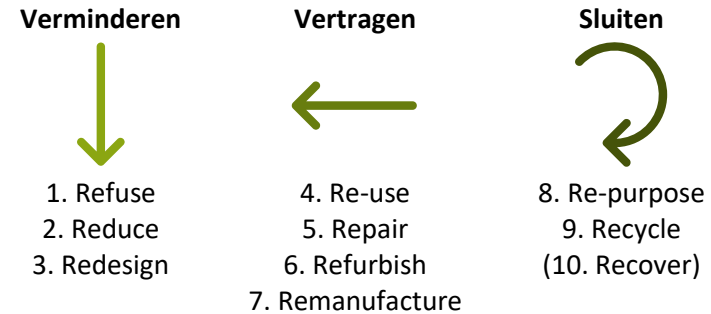 Verminderen
1. Refuse
2. Reduce
3. Redesign
Vertragen
4. Re-use
5. Repair
6. Refurbish
7. Remanufacture
Sluiten
8. Re-purpose
9. Recycle
(10. Recover)